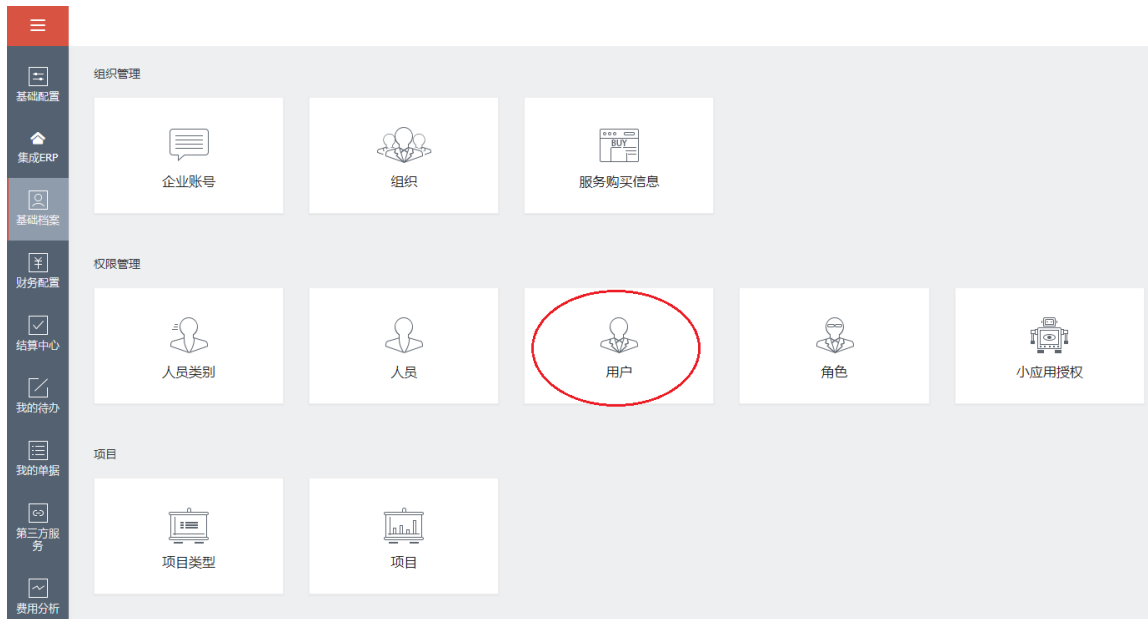 基础配置
集成ERP
基础档案
财务配置
结算中心
我的待办
我的单据
第三方服
务
费用分析
组织管理
企业账号
组织
BUY
服务购买信息
权限管理
人员类别
人员
用户
角色
小应用授权
项目
项目类型
项目